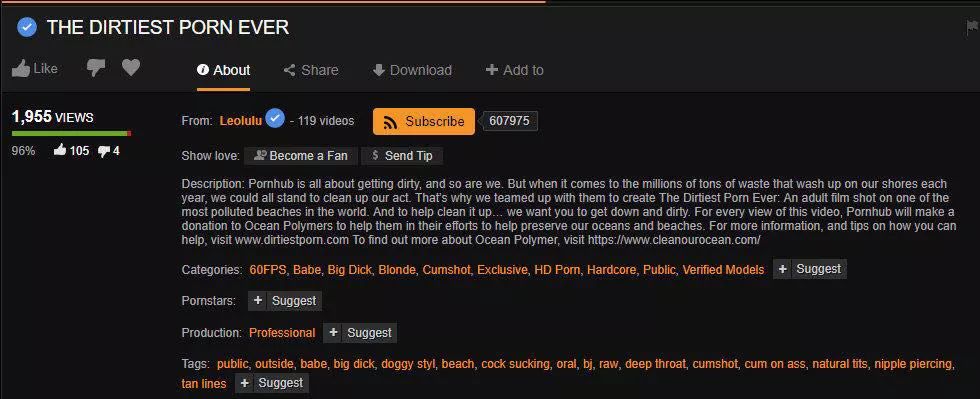 THE DIRTIEST PORN EVER
Like About Share Download Add to
1,955 VIEWS From: Leolulu - 119 videos Subscribe 607975
96% 105 4
Show love: Become a Fan $ Send Tip
Description: Pornhub is all about getting dirty, and so are we. But when it comes to the millions of tons of waste that wash up on our shores each
year, we could all stand to clean up our act. That's why we teamed up with them to create The Dirtiest Porn Ever: An adult film shot on one of the
most polluted beaches in the world. And to help clean it up… we want you to get down and dirty. For every view of this video, Pornhub will make a
donation to Ocean Polymers to help them in their efforts to help preserve our oceans and beaches. For more information, and tips on how you can
help, visit www.dirtiestporn.com To find out more about Ocean Polymer, visit https://www.cleanourocean.com/
Categories: 60FPS, Babe, Big Dick, Blonde, Cumshot, Exclusive, HD Porn, Hardcore, Public, Verified Models + Suggest
Pornstars: + Suggest
Production: Professional + Suggest
Tags: public, outside, babe, big dick, doggy styl, beach, cock sucking, oral, bj, raw, deep throat, cumshot, cum on ass, natural tits, nipple piercing,
tan lines + Suggest